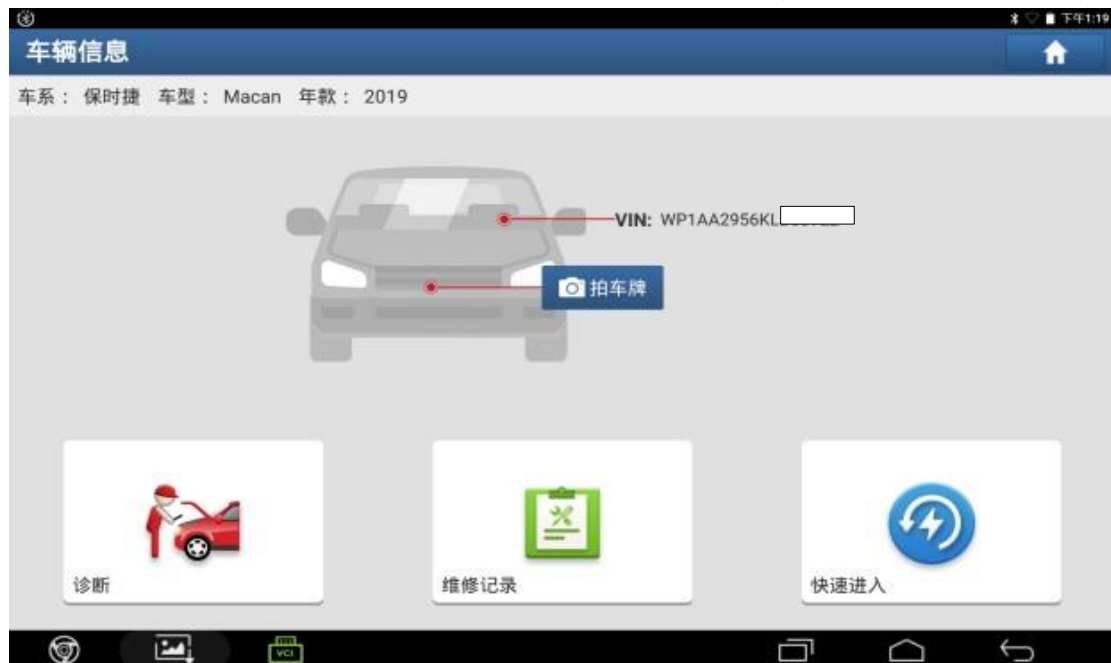 下午1:19
车辆信息
车系： 保时捷 车型： Macan 年款： 2019
VIN: WP1AA2956KL
拍车牌
诊断 维修记录 快速进入
VCI